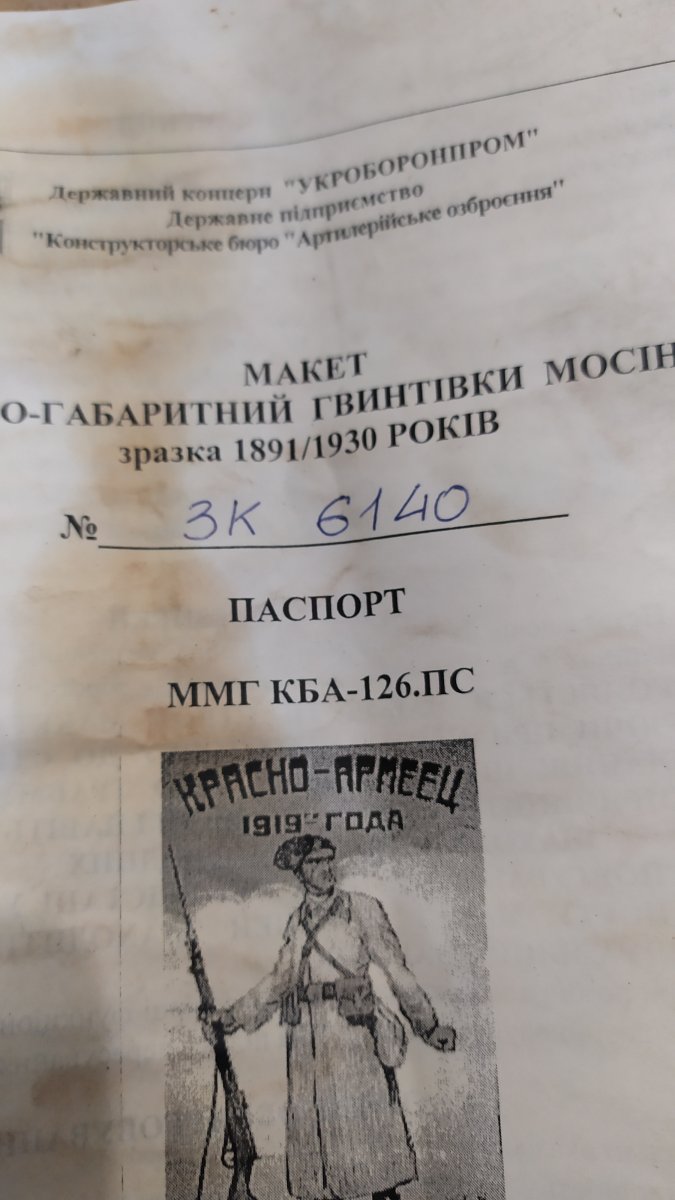 Державний концерн "УКРОБОРОНПРОМ"
Державне підприємство
"Конструкторське бюро "Артилерійське озброєння"
МАКЕТ
О-ГАБАРИТНИЙ ГВИНТІВКИ МОСІН
зразка 1891/1930 РОКІВ
№ ЗК 6140
ПАСПОРТ
ММГ КБА-126.ПС
КРАСНО-АРМЕЕЦ
1919 ГОДА